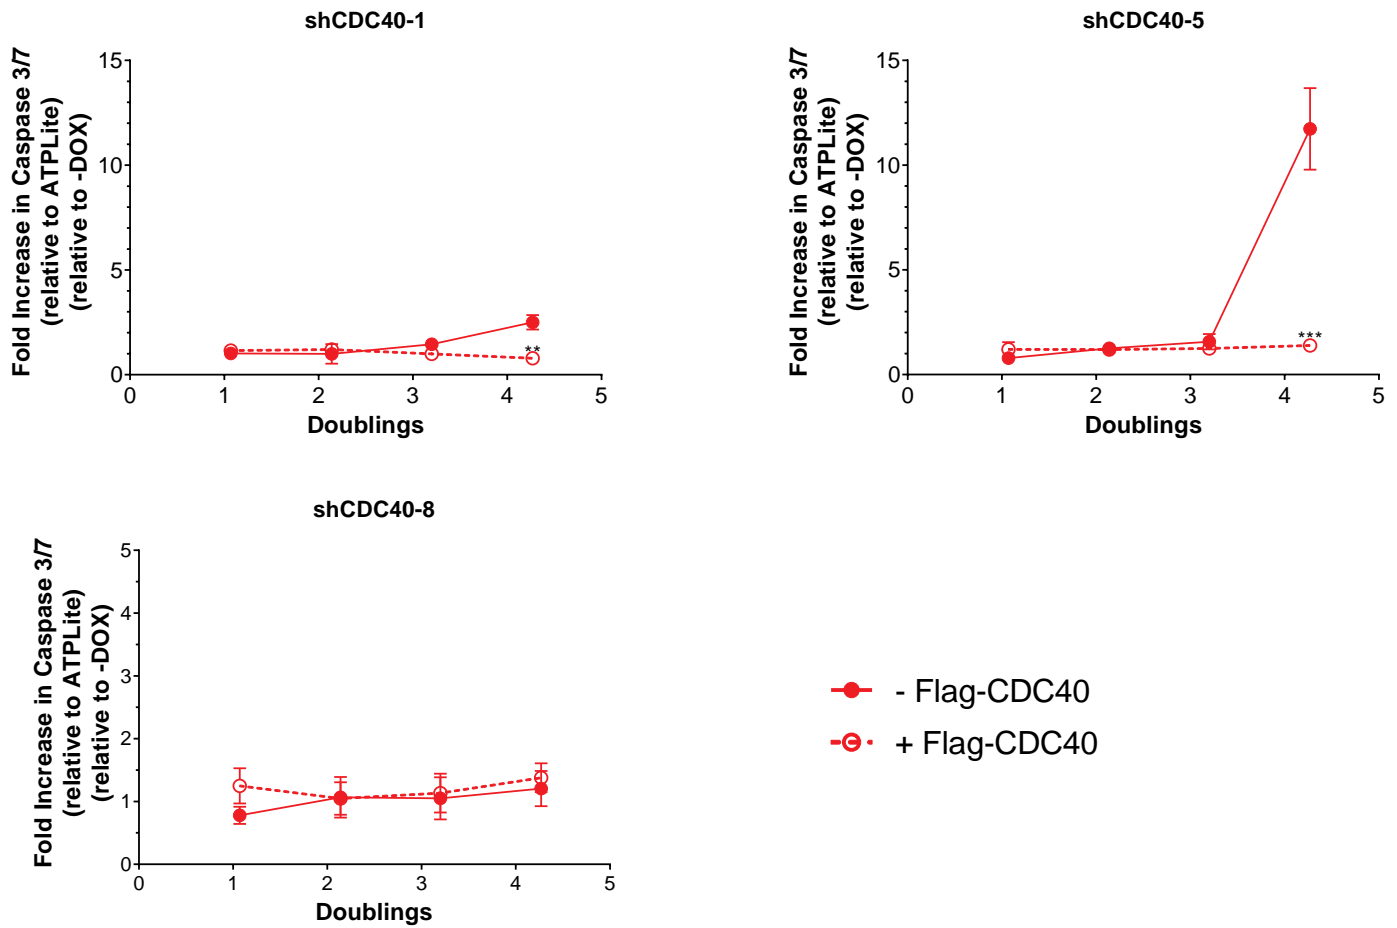 shCDC40-1
Fold Increase in Caspase 3/7
(relative to ATPLite)
(relative to -DOX)
15
10
5
0
**
0 1 2 3 4 5
Doublings
shCDC40-5
Fold Increase in Caspase 3/7
(relative to ATPLite)
(relative to -DOX)
15
10
5
0
***
0 1 2 3 4 5
Doublings
shCDC40-8
Fold Increase in Caspase 3/7
(relative to ATPLite)
(relative to -DOX)
5
4
3
2
1
0
0 1 2 3 4 5
Doublings
- Flag-CDC40
+ Flag-CDC40